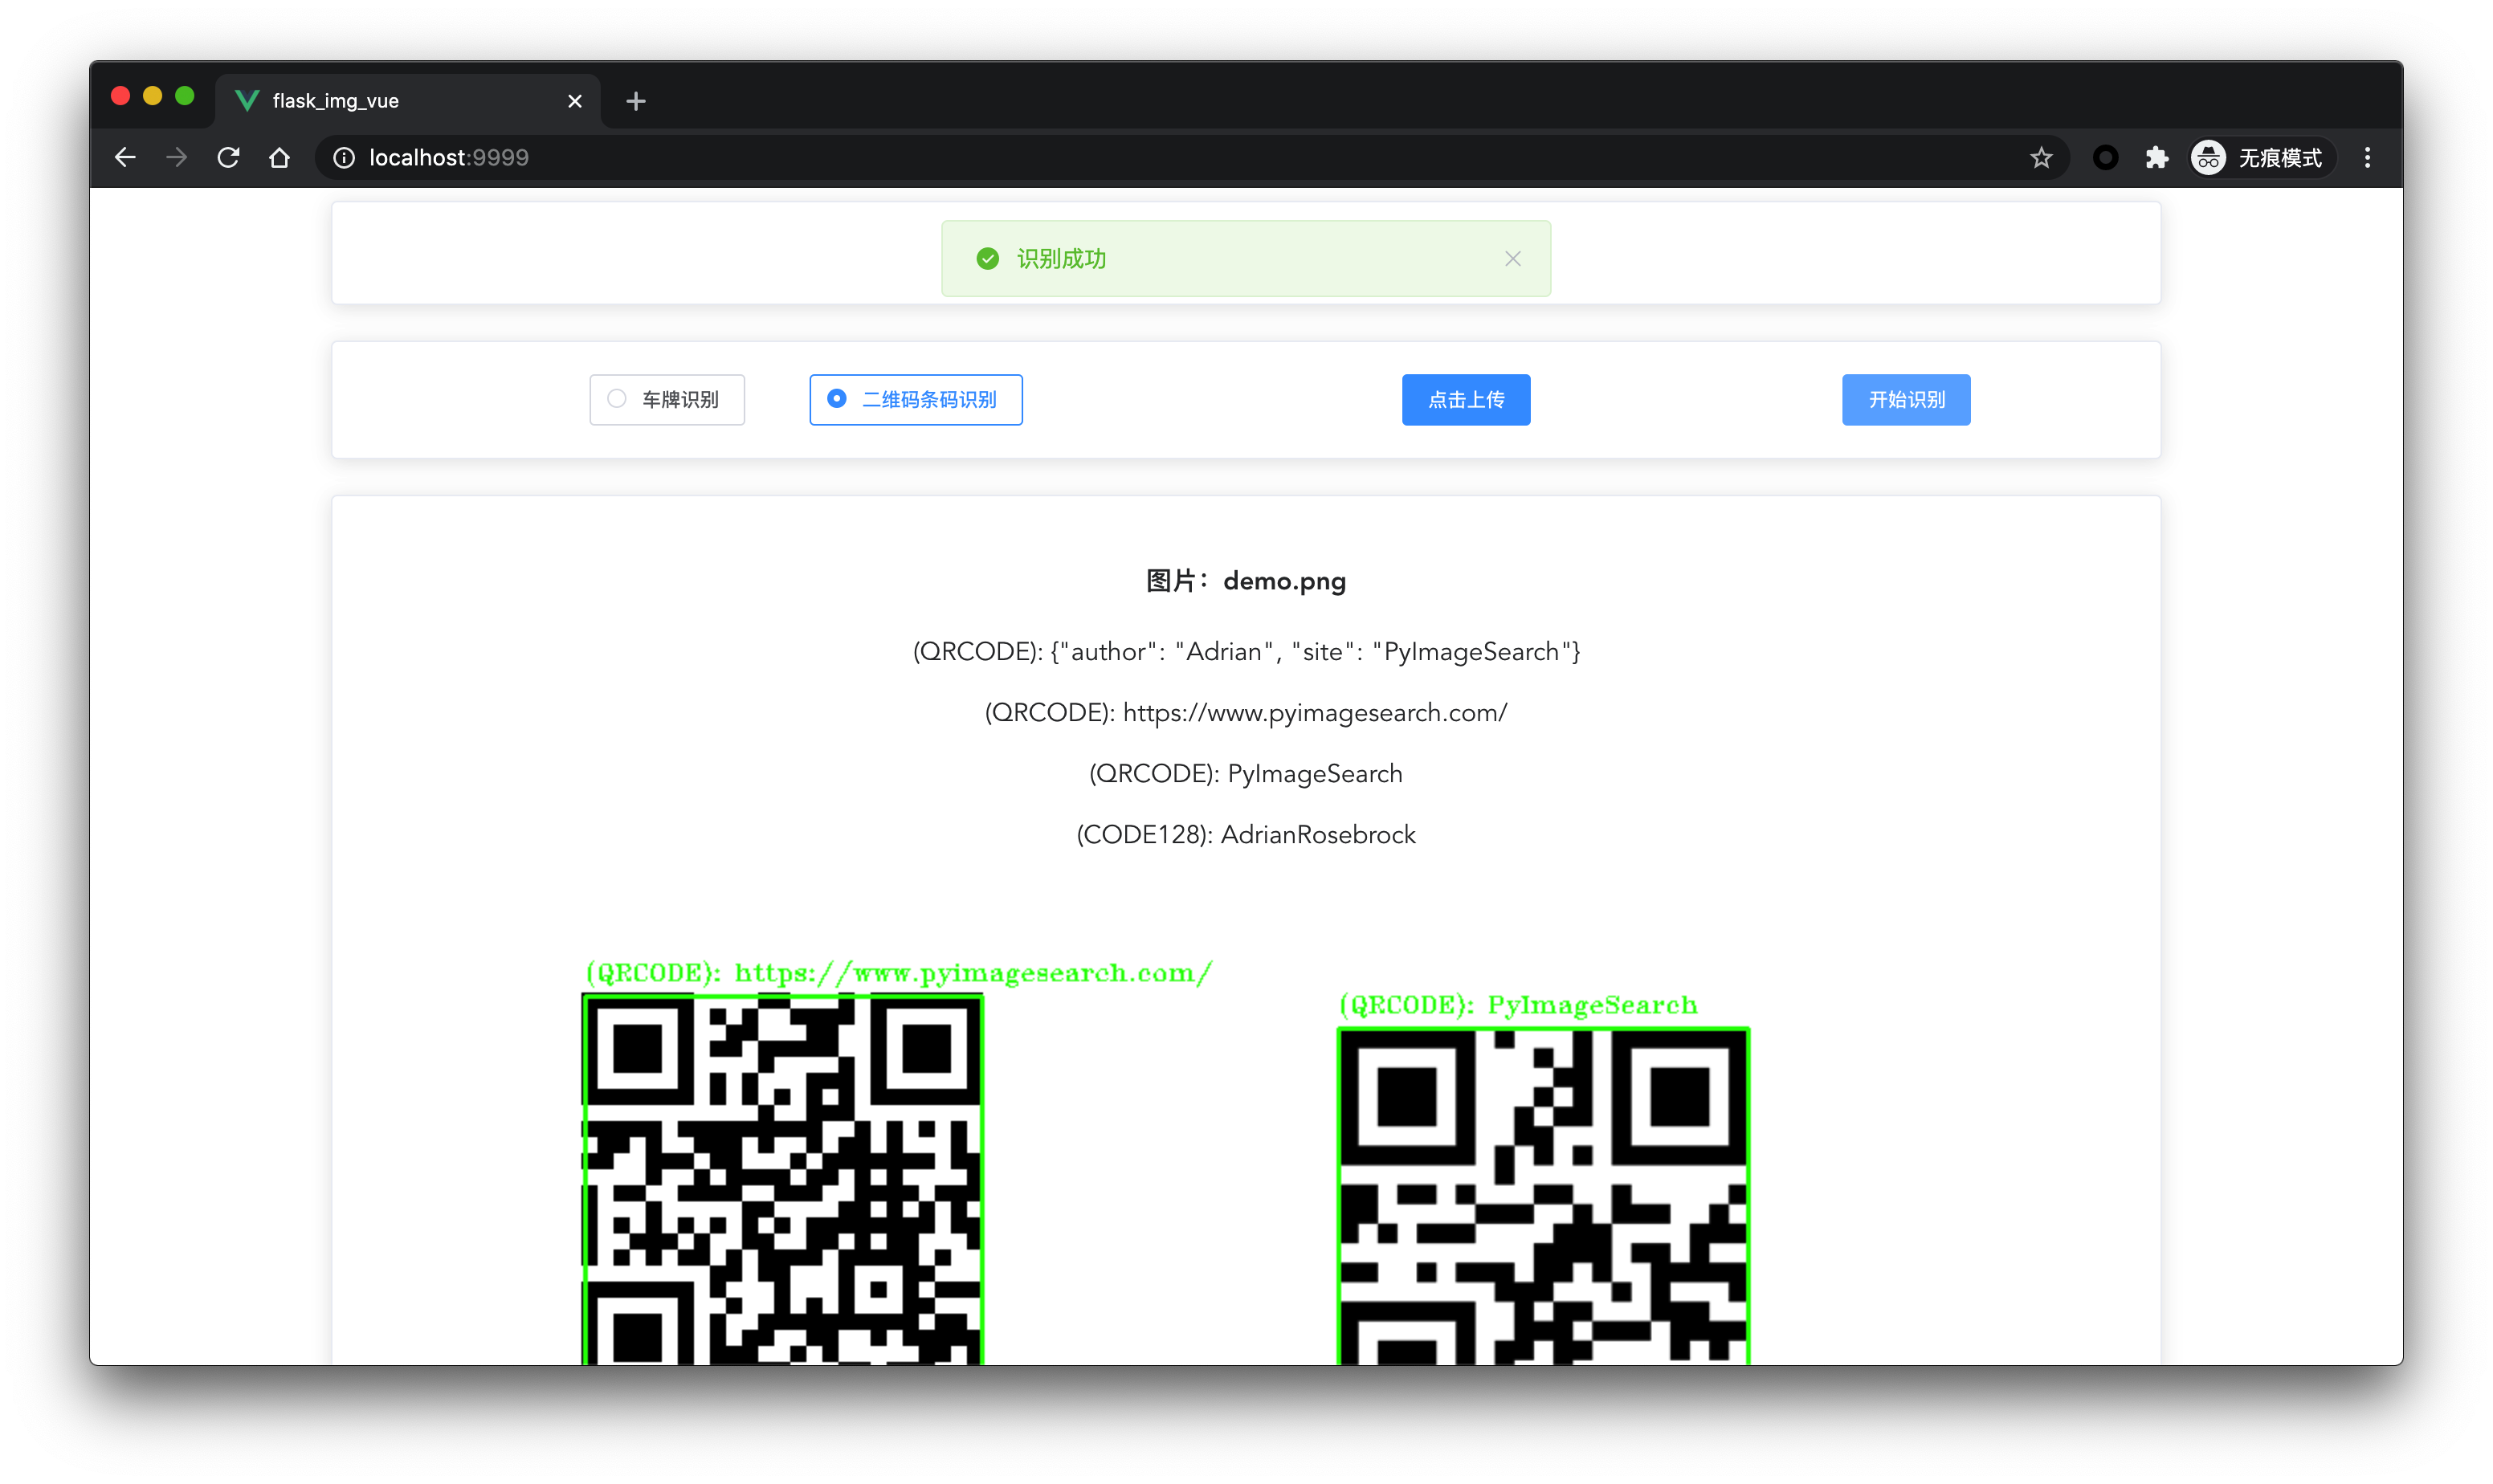 flask_img_vue
localhost:9999
无痕模式
识别成功
车牌识别
二维码条码识别
点击上传
开始识别
图片：demo.png
(QRCODE): {"author": "Adrian", "site": "PyImageSearch"}
(QRCODE): https://www.pyimagesearch.com/
(QRCODE): PyImageSearch
(CODE128): AdrianRosebrock
(QRCODE): https://www.pyimagesearch.com/
(QRCODE): PyImageSearch